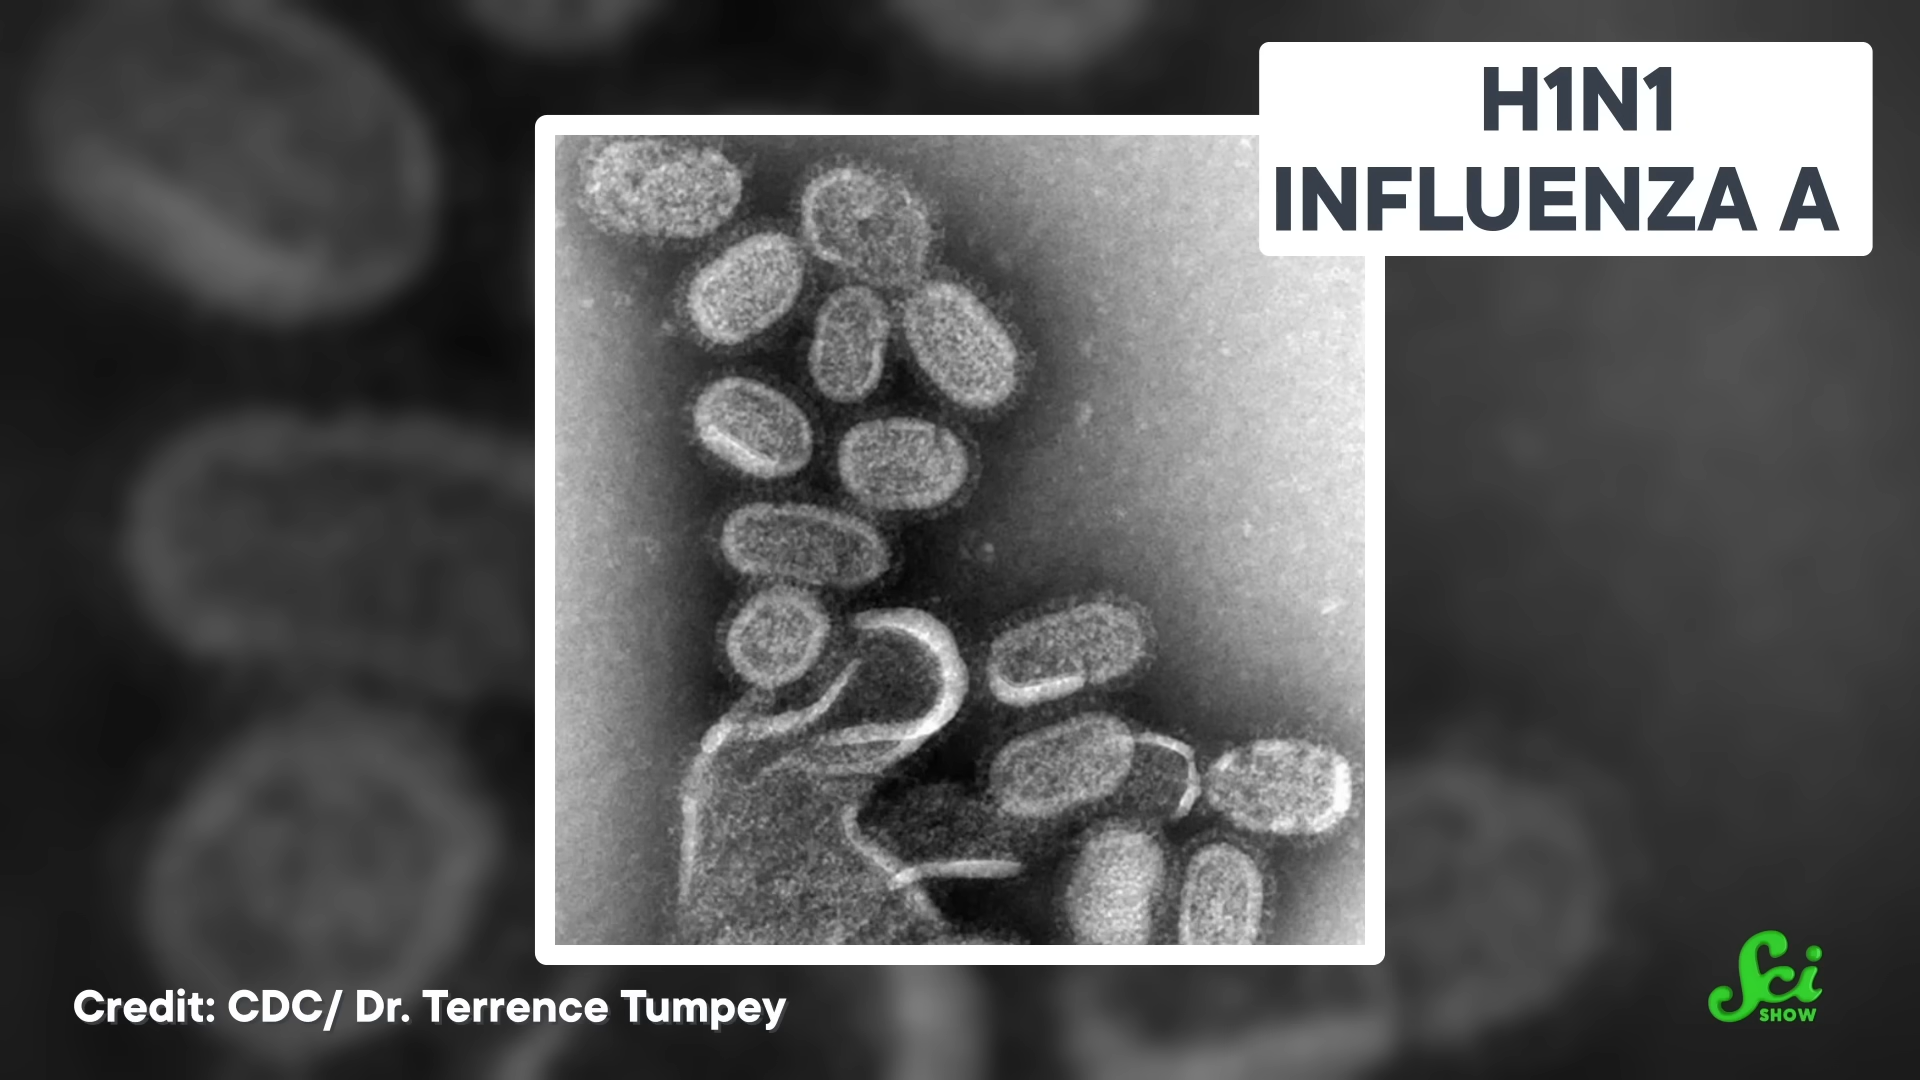 H1N1
INFLUENZA A
Credit: CDC/ Dr. Terrence Tumpey
Sci
SHOW